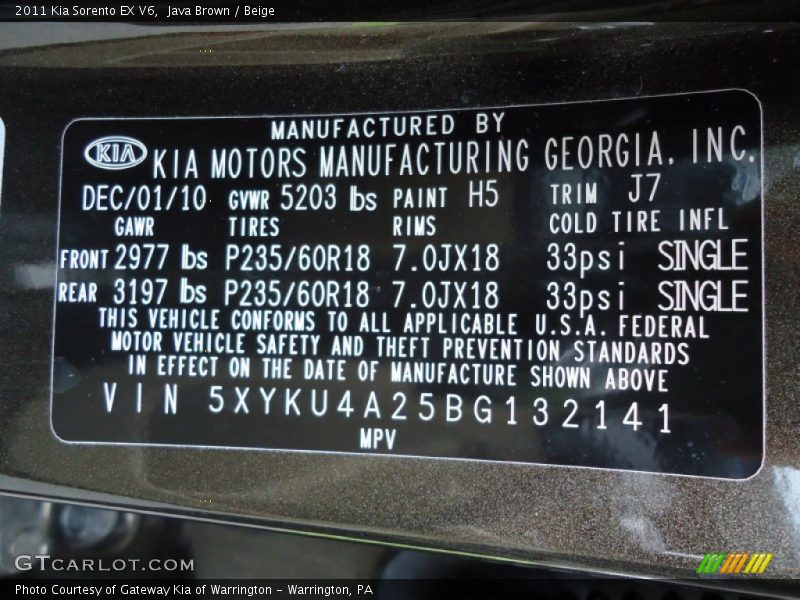 2011 Kia Sorento EX V6,  Java Brown / Beige
MANUFACTURED BY
KIA KIA MOTORS MANUFACTURING GEORGIA, INC.
DEC/01/10 GVWR 5203 lbs PAINT H5 TRIM J7
GAWR TIRES RIMS COLD TIRE INFL
FRONT 2977 lbs P235/60R18 7.0JX18 33psi SINGLE
REAR 3197 lbs P235/60R18 7.0JX18 33psi SINGLE
THIS VEHICLE CONFORMS TO ALL APPLICABLE U.S.A. FEDERAL
MOTOR VEHICLE SAFETY AND THEFT PREVENTION STANDARDS
IN EFFECT ON THE DATE OF MANUFACTURE SHOWN ABOVE
VIN 5XYKU4A25BG132141
MPV
GTCARLOT.COM
Photo Courtesy of Gateway Kia of Warrington - Warrington, PA